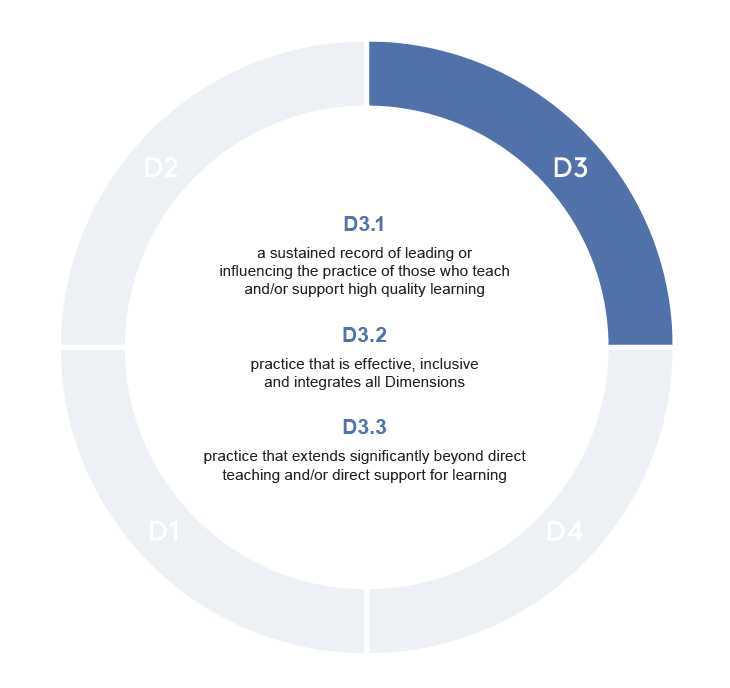 D2
D3
D3.1
a sustained record of leading or
influencing the practice of those who teach
and/or support high quality learning
D3.2
practice that is effective, inclusive
and integrates all Dimensions
D3.3
practice that extends significantly beyond direct
teaching and/or direct support for learning
D1
D4